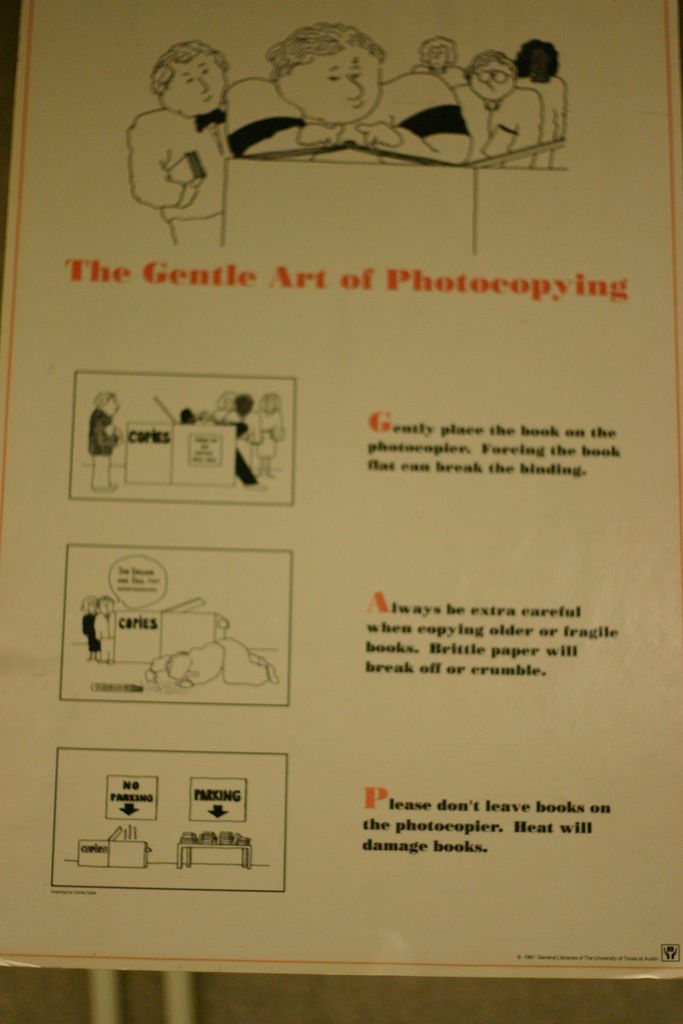 The Gentle Art of Photocopying
COPIES
Gently place the book on the
photocopier. Forcing the book
flat can break the binding.
COPIES
Always be extra careful
when copying older or fragile
books. Brittle paper will
break off or crumble.
NO
PARKING
PARKING
COPIES
Please don't leave books on
the photocopier. Heat will
damage books.
© 1991 General Libraries of The University of Texas at Austin